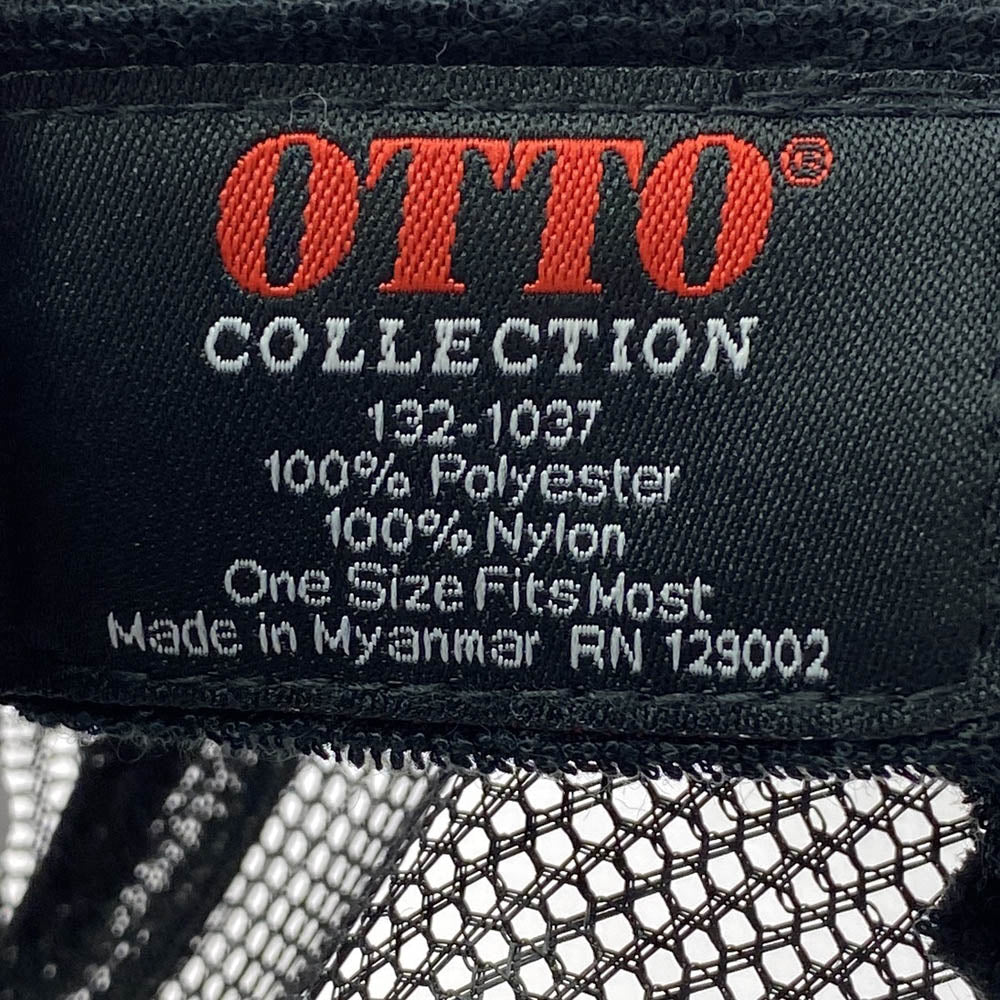 OTTO®
COLLECTION
132-1037
100% Polyester
100% Nylon
One Size Fits Most
Made in Myanmar RN 129002